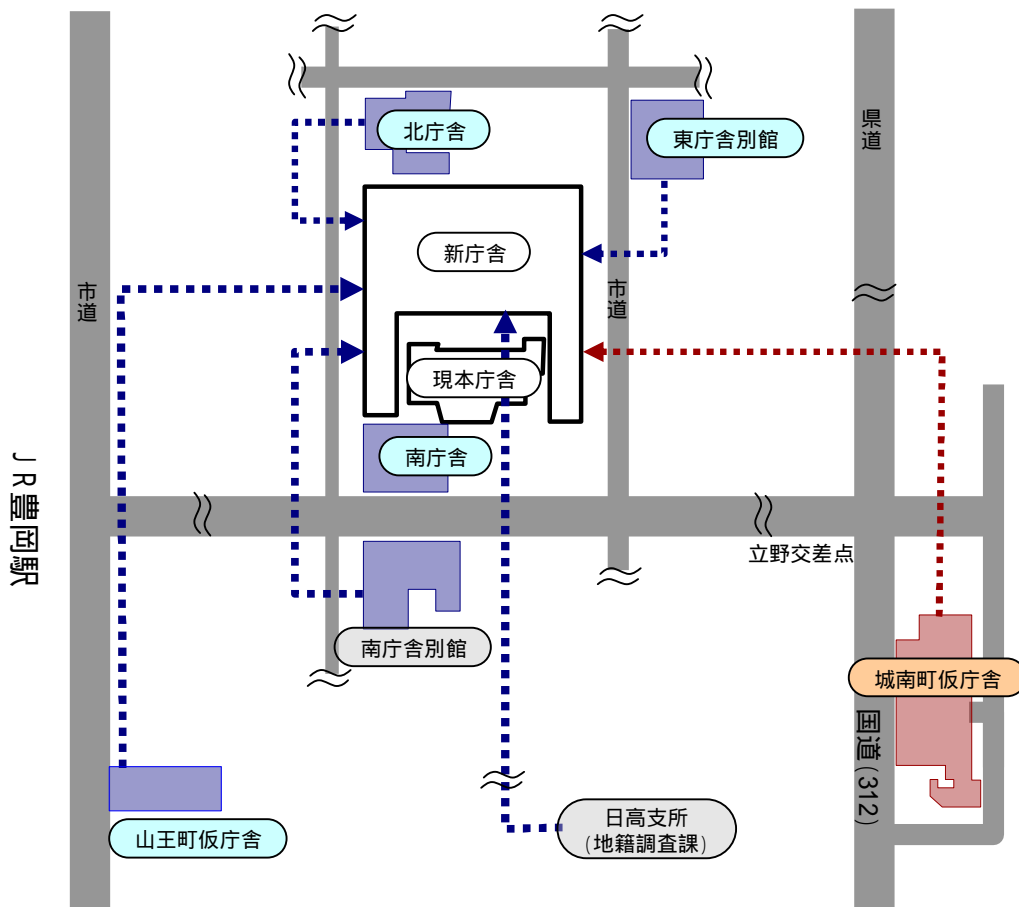 北庁舎
東庁舎別館
県道
新庁舎
市道
市道
現本庁舎
南庁舎
JR豊岡駅
立野交差点
南庁舎別館
城南町仮庁舎
国道(312)
日高支所
(地籍調査課)
山王町仮庁舎